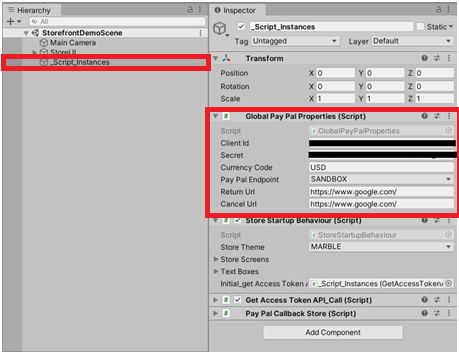 Hierarchy
All
StorefrontDemoScene
Main Camera
StoreUI
_Script_Instances
Inspector
_Script_Instances
Static
Tag Untagged Layer Default
Transform
Position X 0 Y 0 Z 0
Rotation X 0 Y 0 Z 0
Scale X 1 Y 1 Z 1
Global Pay Pal Properties (Script)
Script GlobalPayPalProperties
Client Id
Secret
Currency Code USD
Pay Pal Endpoint SANDBOX
Return Url https://www.google.com/
Cancel Url https://www.google.com/
Store Startup Behaviour (Script)
Script StoreStartupBehaviour
Store Theme MARBLE
Store Screens
Text Boxes
Initial_get Access Token A _Script_Instances (GetAccessTokenA
Get Access Token API_Call (Script)
Pay Pal Callback Store (Script)
Add Component